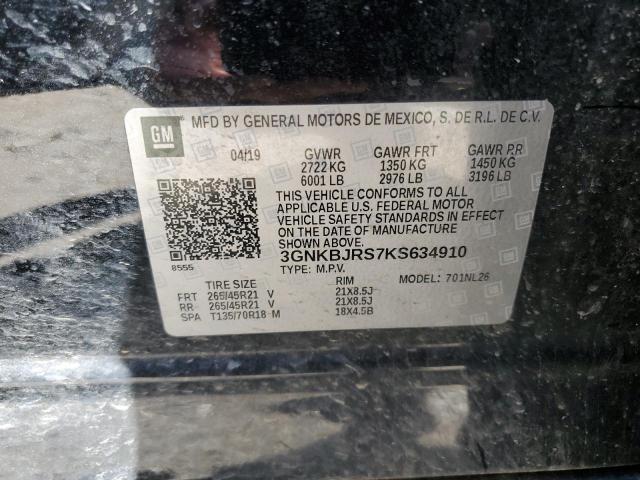 GM MFD BY GENERAL MOTORS DE MEXICO, S. DE R.L. DE C.V.
04/19 GVWR GAWR FRT GAWR RR
2722 KG 1350 KG 1450 KG
6001 LB 2976 LB 3196 LB
THIS VEHICLE CONFORMS TO ALL
APPLICABLE U.S. FEDERAL MOTOR
VEHICLE SAFETY STANDARDS IN EFFECT
ON THE DATE OF MANUFACTURE
SHOWN ABOVE.
8555 3GNKBJRS7KS634910
TYPE: M.P.V. MODEL: 701NL26
TIRE SIZE RIM
FRT 265/45R21 V 21X8.5J
RR 265/45R21 V 21X8.5J
SPA T135/70R18 M 18X4.5B